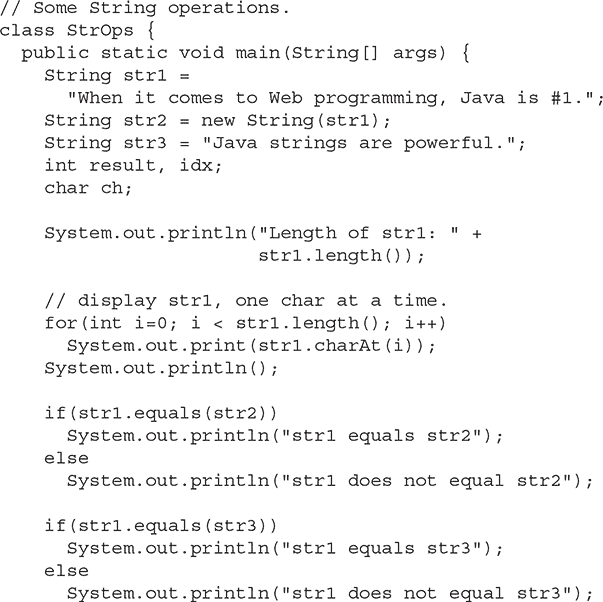 // Some String operations.
class StrOps {
  public static void main(String[] args) {
    String str1 =
      "When it comes to Web programming, Java is #1.";
    String str2 = new String(str1);
    String str3 = "Java strings are powerful.";
    int result, idx;
    char ch;

    System.out.println("Length of str1: " +
                       str1.length());

    // display str1, one char at a time.
    for(int i=0; i < str1.length(); i++)
      System.out.print(str1.charAt(i));
    System.out.println();

    if(str1.equals(str2))
      System.out.println("str1 equals str2");
    else
      System.out.println("str1 does not equal str2");

    if(str1.equals(str3))
      System.out.println("str1 equals str3");
    else
      System.out.println("str1 does not equal str3");